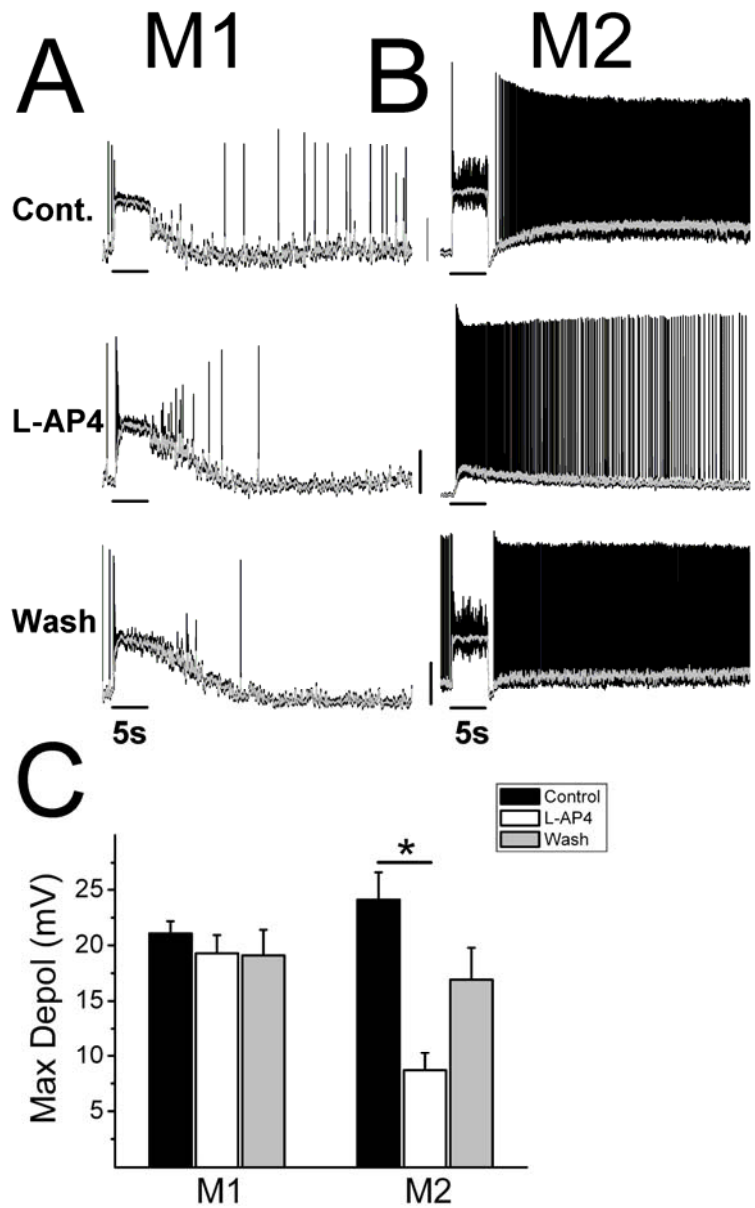 A M1 B M2
Cont.
L-AP4
Wash
5s 5s
C
Control
L-AP4
Wash
*
Max Depol (mV)
25
20
15
10
5
M1 M2